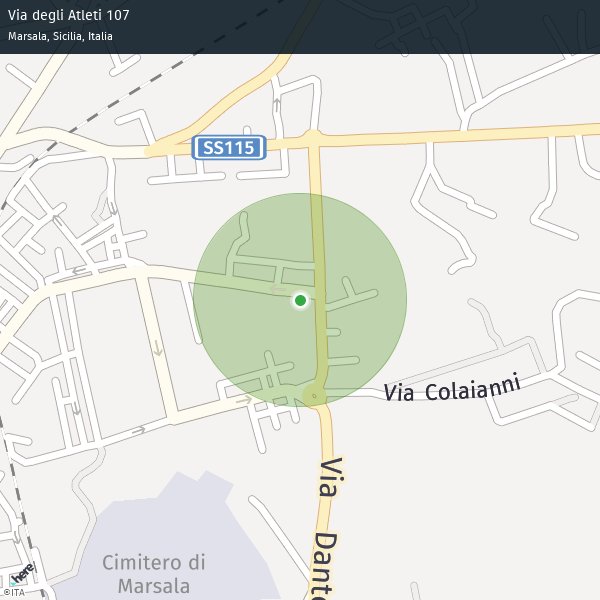 Via degli Atleti 107
Marsala, Sicilia, Italia
SS115
Via Colaianni
Via Dante
Cimitero di
Marsala
here
©ITA